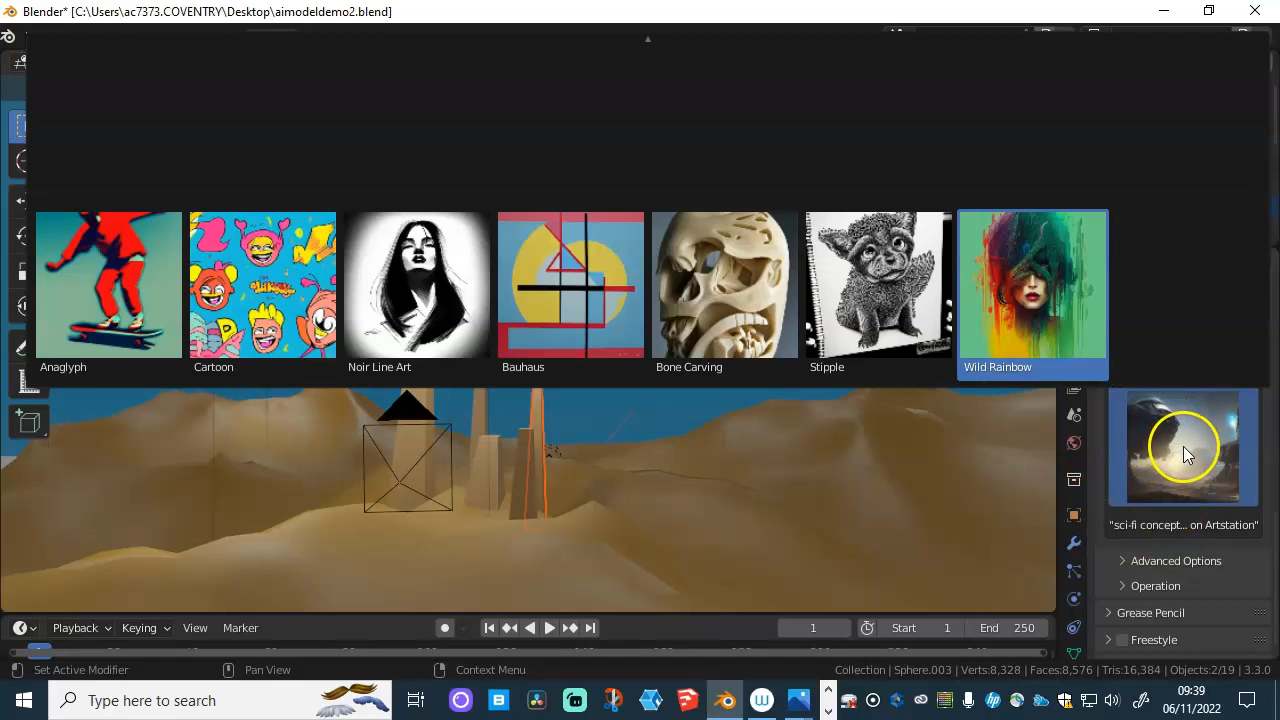 Blender* [C:\Users\ac7373.COVENTRY\Desktop\aimodeldemo2.blend]
Anaglyph
Cartoon
Noir Line Art
Bauhaus
Bone Carving
Stipple
Wild Rainbow
"sci-fi concept... on Artstation"
Advanced Options
Operation
Grease Pencil
Freestyle
Playback
Keying
View
Marker
1
Start 1
End 250
Set Active Modifier
Pan View
Context Menu
Collection | Sphere.003 | Verts:8,328 | Faces:8,576 | Tris:16,384 | Objects:2/19 | 3.3.0
Type here to search
09:39
06/11/2022